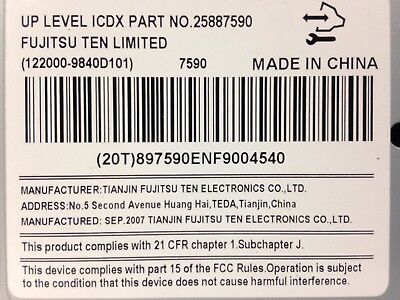 UP LEVEL ICDX PART NO.25887590
FUJITSU TEN LIMITED
(122000-9840D101) 7590 MADE IN CHINA
(20T)897590ENF9004540
MANUFACTURER:TIANJIN FUJITSU TEN ELECTRONICS CO.,LTD.
ADDRESS:No.5 Second Avenue Huang Hai,TEDA,Tianjin,China
MANUFACTURED: SEP.2007 TIANJIN FUJITSU TEN ELECTRONICS CO.,LTD.
This product complies with 21 CFR chapter 1.Subchapter J.
This device complies with part 15 of the FCC Rules.Operation is subject
to the condition that this device does not cause harmful interference.